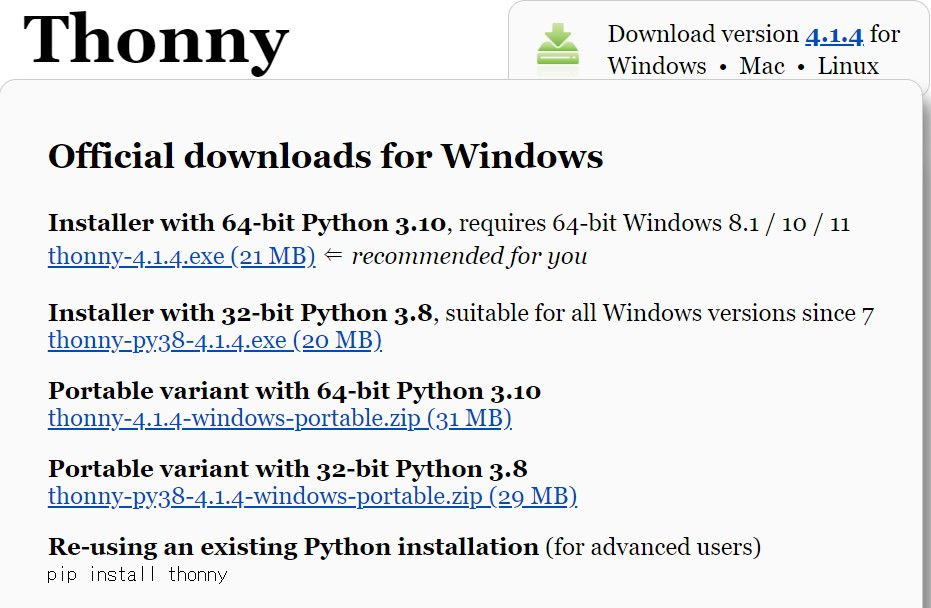 Thonny
Download version 4.1.4 for
Windows • Mac • Linux
Official downloads for Windows
Installer with 64-bit Python 3.10, requires 64-bit Windows 8.1 / 10 / 11
thonny-4.1.4.exe (21 MB) ⇐ recommended for you
Installer with 32-bit Python 3.8, suitable for all Windows versions since 7
thonny-py38-4.1.4.exe (20 MB)
Portable variant with 64-bit Python 3.10
thonny-4.1.4-windows-portable.zip (31 MB)
Portable variant with 32-bit Python 3.8
thonny-py38-4.1.4-windows-portable.zip (29 MB)
Re-using an existing Python installation (for advanced users)
pip install thonny